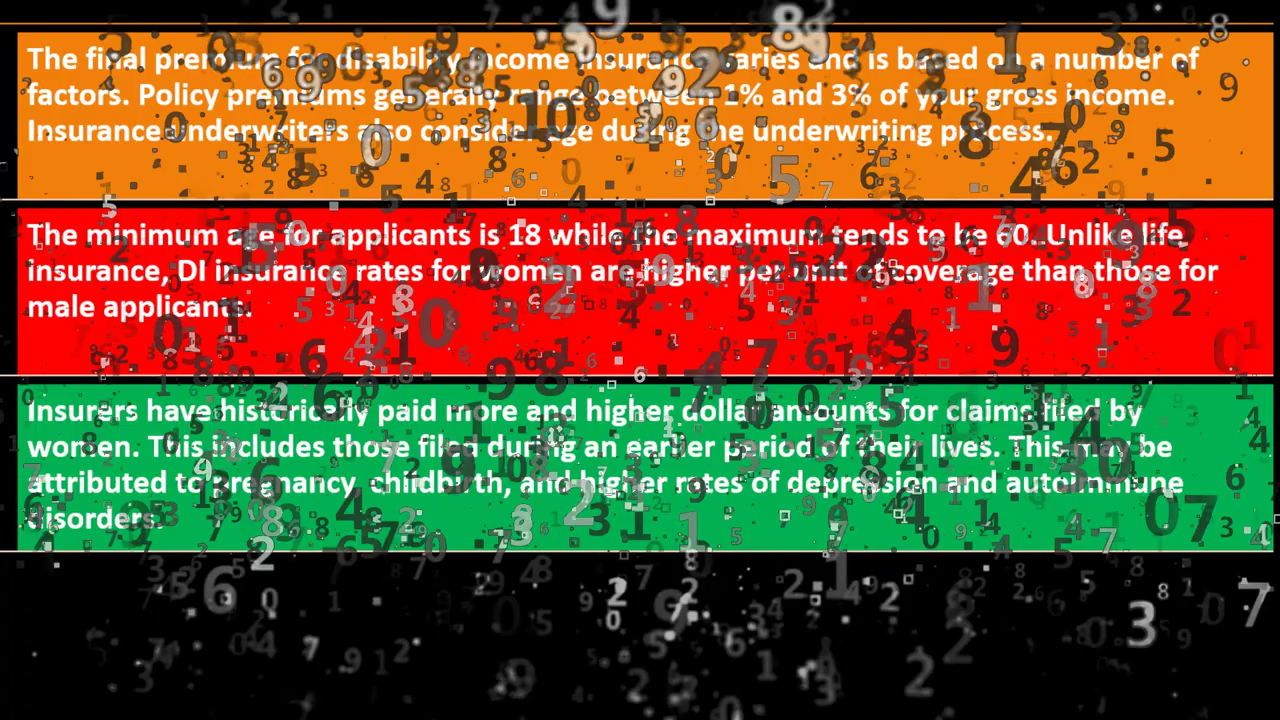 The final premium for disability income insurance varies and is based on a number of
factors. Policy premiums generally range between 1% and 3% of your gross income.
Insurance underwriters also consider age during the underwriting process.
The minimum age for applicants is 18 while the maximum tends to be 60. Unlike life
insurance, DI insurance rates for women are higher per unit of coverage than those for
male applicants.
Insurers have historically paid more and higher dollar amounts for claims filed by
women. This includes those filed during an earlier period of their lives. This may be
attributed to pregnancy, childbirth, and higher rates of depression and autoimmune
disorders.